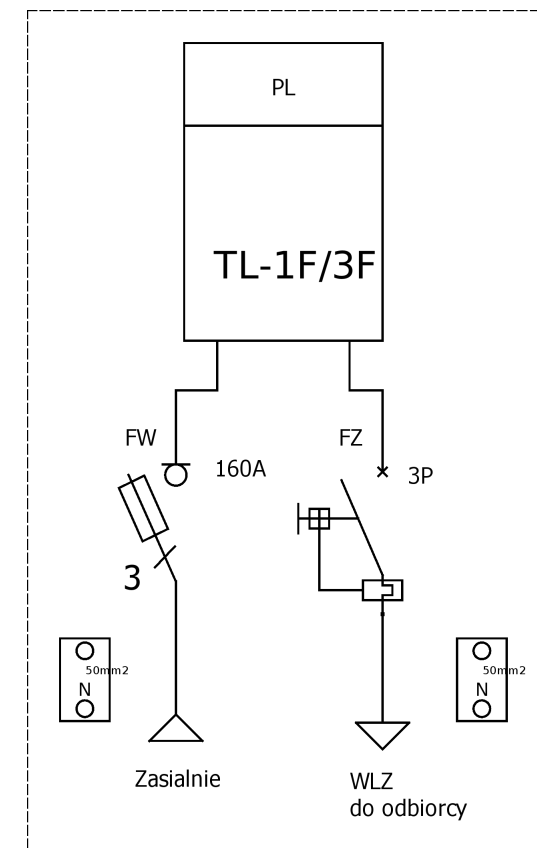 PL
TL-1F/3F
FW
FZ
160A
3P
3
50mm2
N
50mm2
N
Zasialnie
WLZ
do odbiorcy